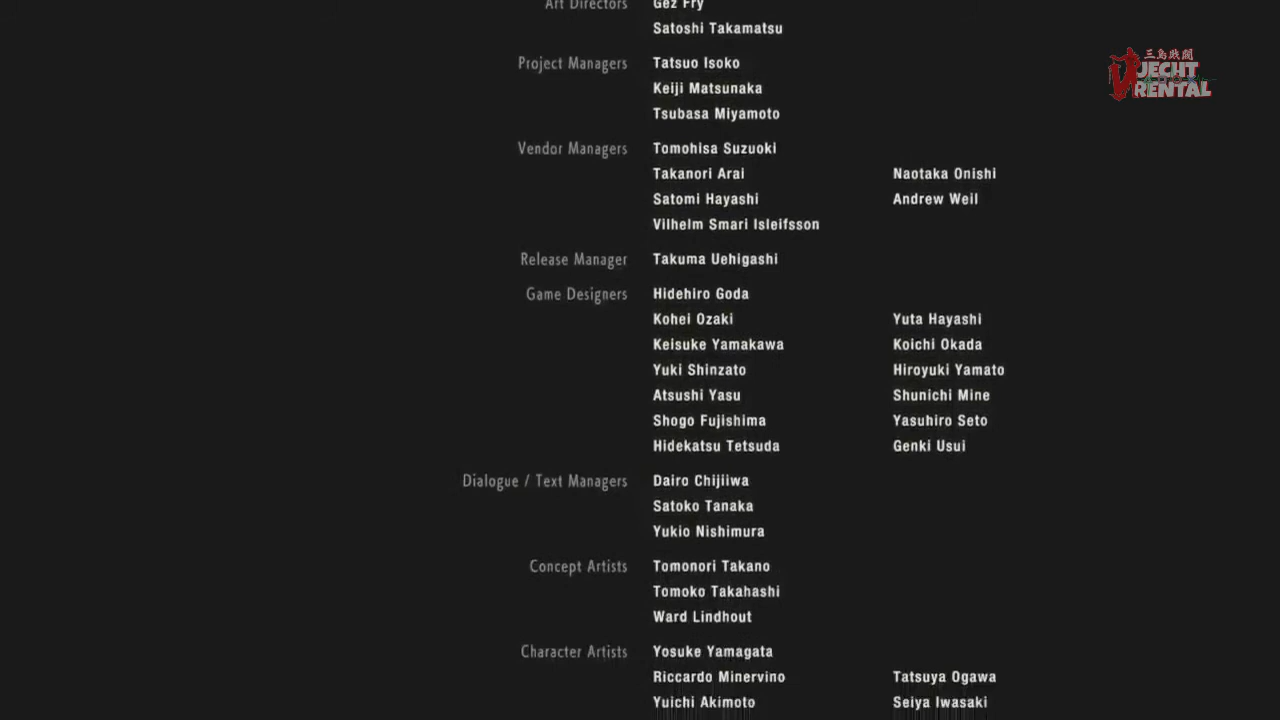 Art Directors Gez Fry
Satoshi Takamatsu
Project Managers Tatsuo Isoko
Keiji Matsunaka
Tsubasa Miyamoto
Vendor Managers Tomohisa Suzuoki
Takanori Arai Naotaka Onishi
Satomi Hayashi Andrew Weil
Vilhelm Smari Isleifsson
Release Manager Takuma Uehigashi
Game Designers Hidehiro Goda
Kohei Ozaki Yuta Hayashi
Keisuke Yamakawa Koichi Okada
Yuki Shinzato Hiroyuki Yamato
Atsushi Yasu Shunichi Mine
Shogo Fujishima Yasuhiro Seto
Hidekatsu Tetsuda Genki Usui
Dialogue / Text Managers Dairo Chijiiwa
Satoko Tanaka
Yukio Nishimura
Concept Artists Tomonori Takano
Tomoko Takahashi
Ward Lindhout
Character Artists Yosuke Yamagata
Riccardo Minervino Tatsuya Ogawa
Yuichi Akimoto Seiya Iwasaki
JECHT
RENTAL